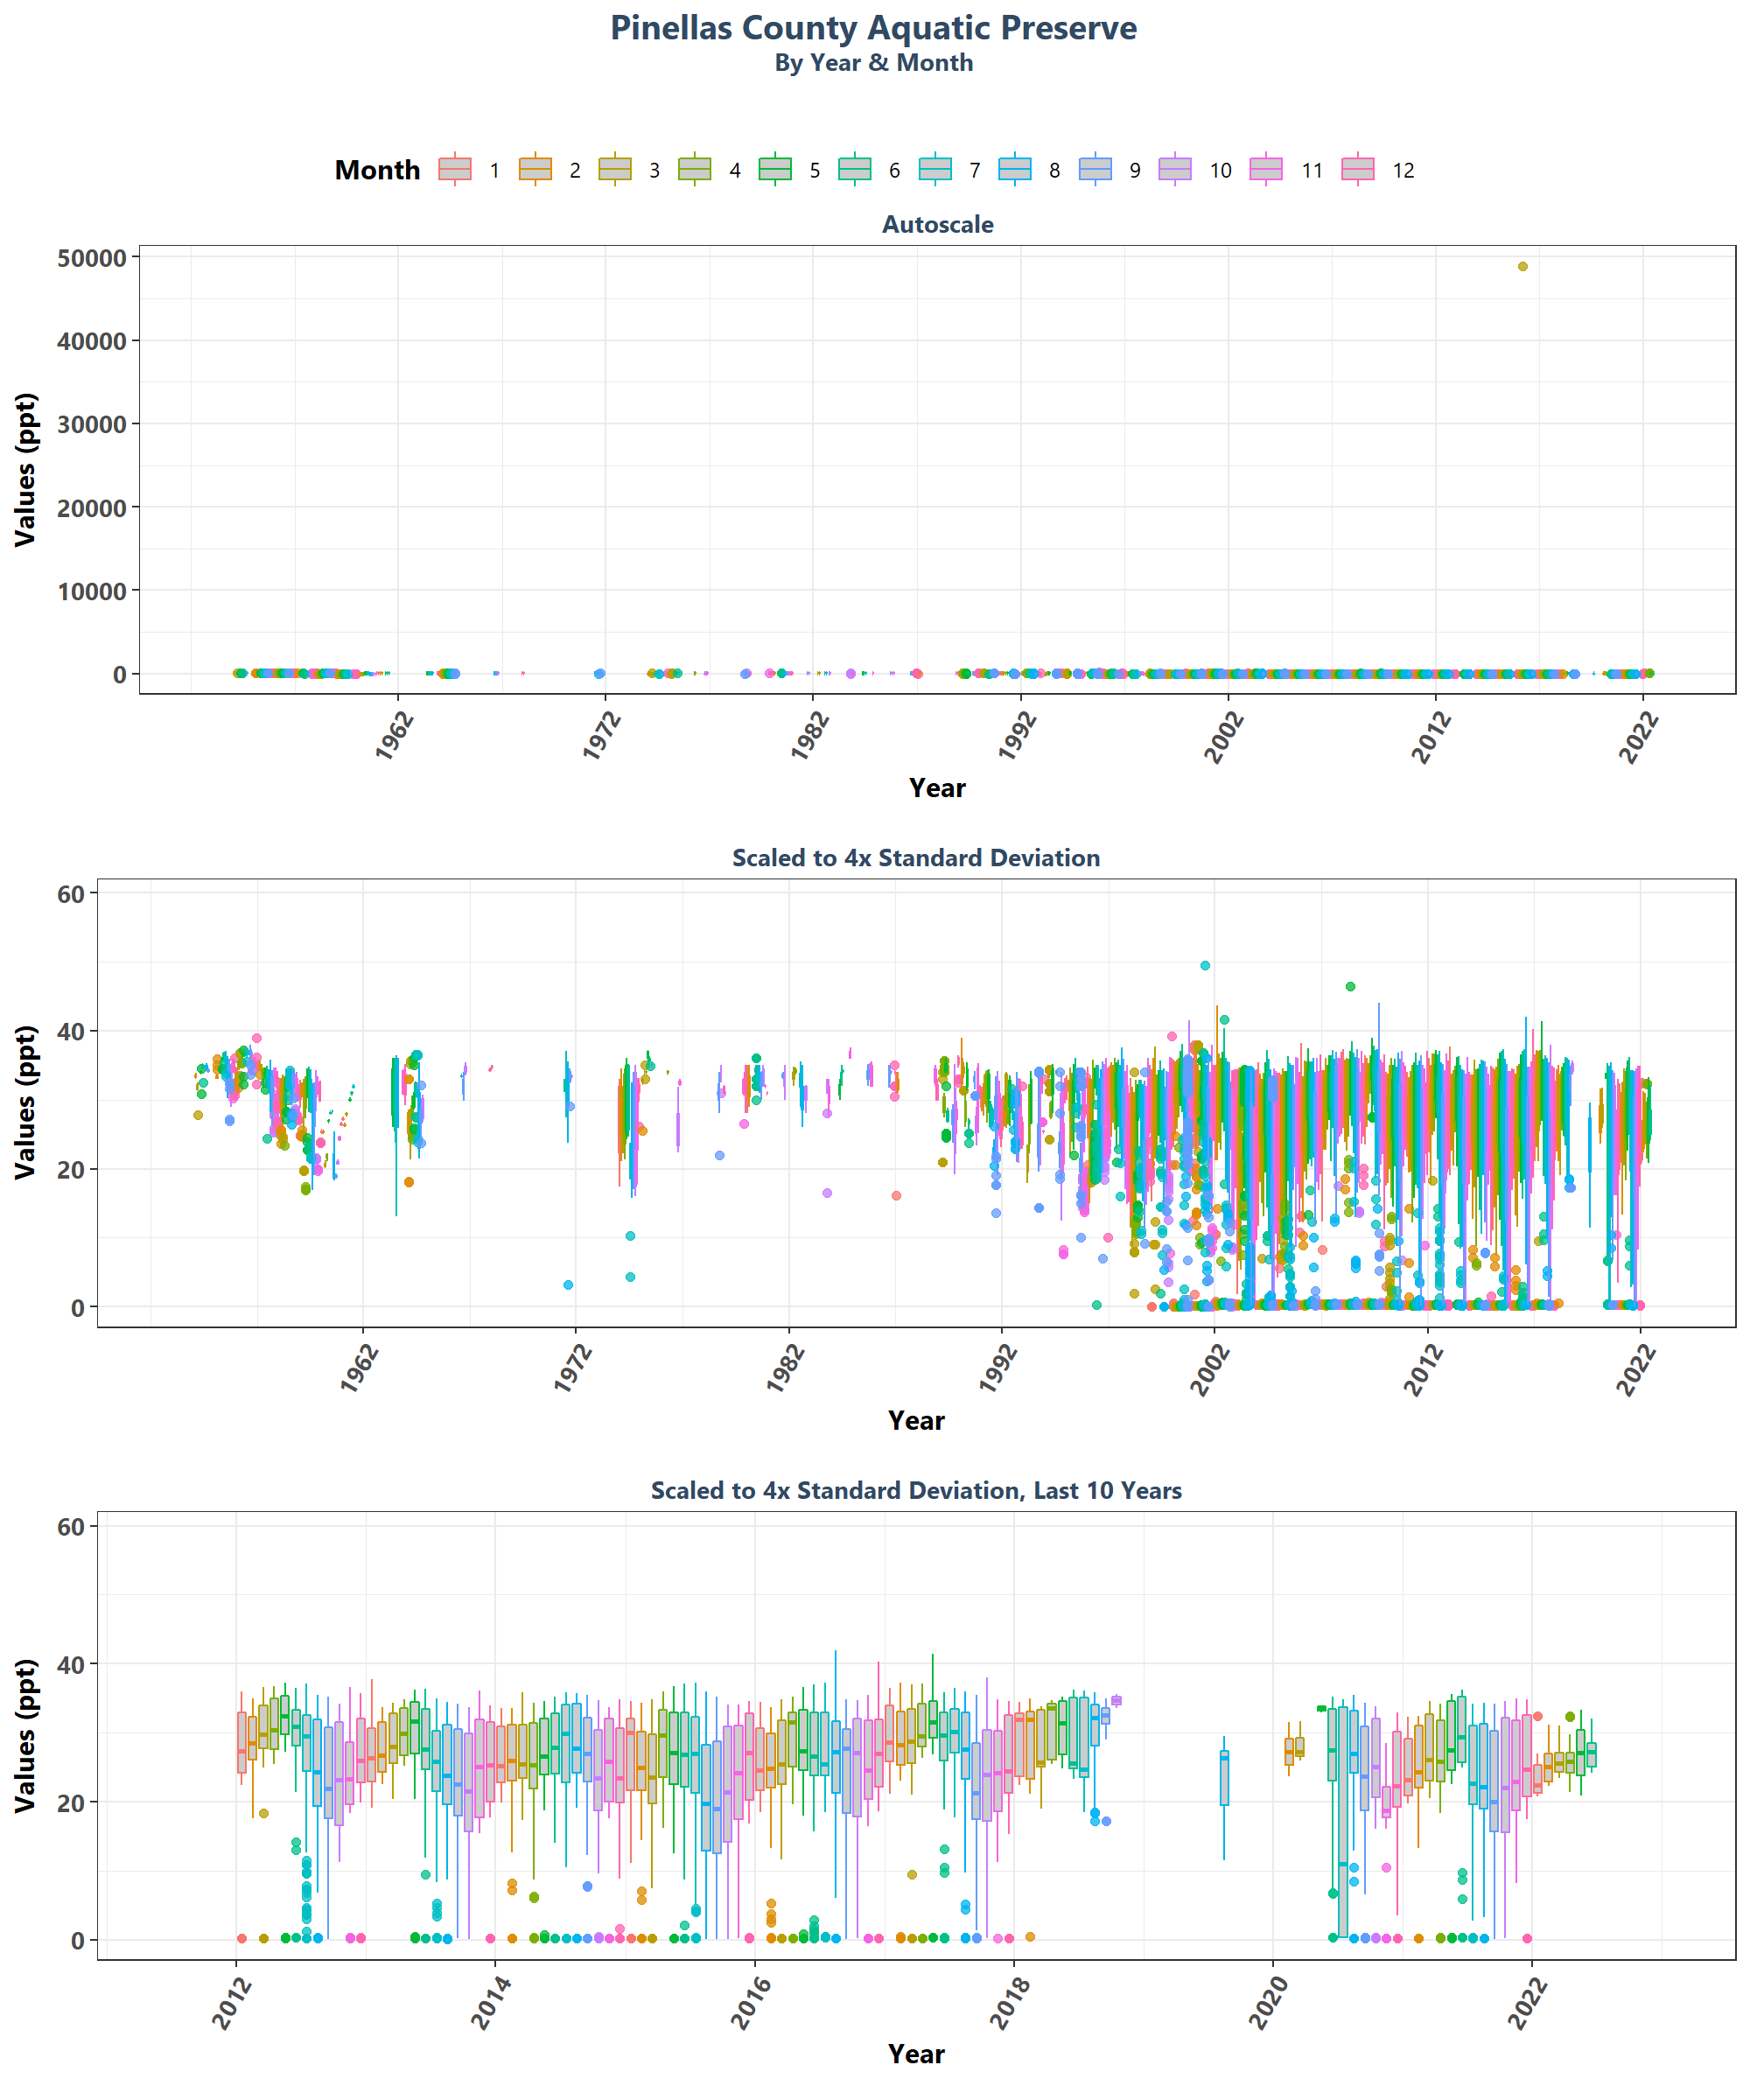 Pinellas County Aquatic Preserve
By Year & Month
Month 1 2 3 4 5 6 7 8 9 10 11 12
Autoscale
Values (ppt)
50000
40000
30000
20000
10000
0
1962 1972 1982 1992 2002 2012 2022
Year
Scaled to 4x Standard Deviation
Values (ppt)
60
40
20
0
1962 1972 1982 1992 2002 2012 2022
Year
Scaled to 4x Standard Deviation, Last 10 Years
Values (ppt)
60
40
20
0
2012 2014 2016 2018 2020 2022
Year